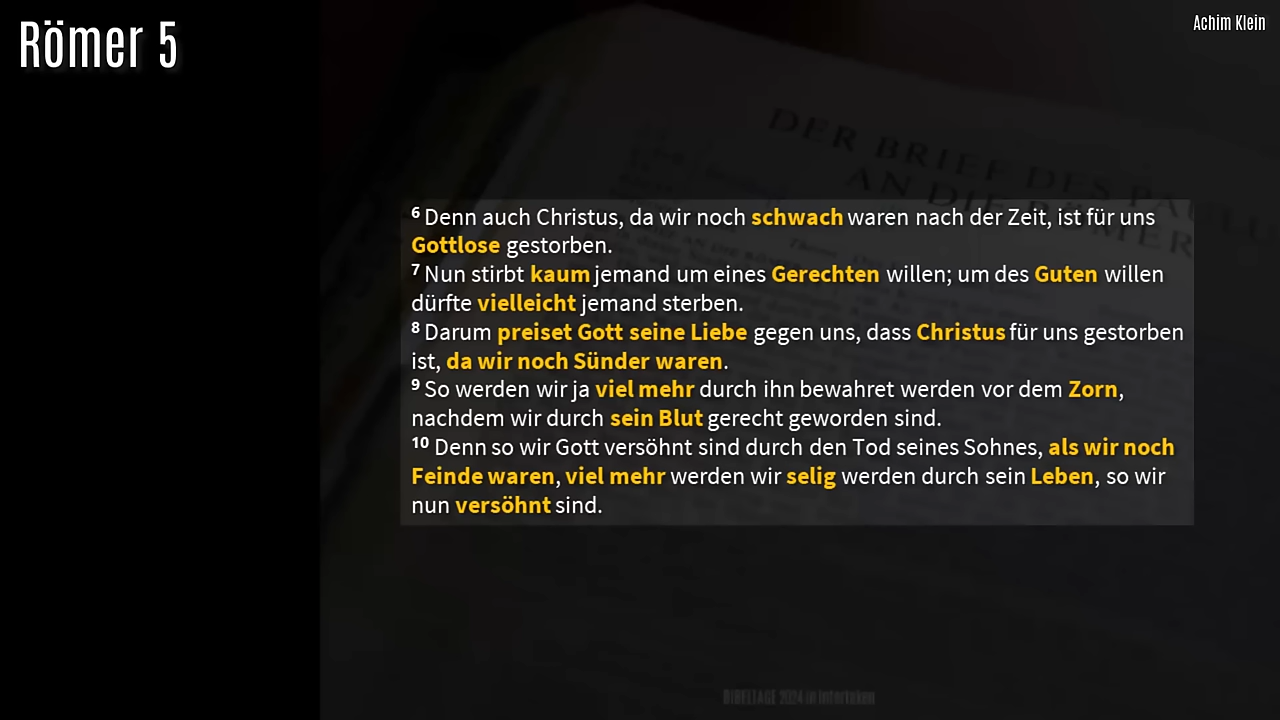 Römer 5
Achim Klein
DER BRIEF DES PAULUS
AN DIE RÖMER
6 Denn auch Christus, da wir noch schwach waren nach der Zeit, ist für uns
Gottlose gestorben.
7 Nun stirbt kaum jemand um eines Gerechten willen; um des Guten willen
dürfte vielleicht jemand sterben.
8 Darum preiset Gott seine Liebe gegen uns, dass Christus für uns gestorben
ist, da wir noch Sünder waren.
9 So werden wir ja viel mehr durch ihn bewahret werden vor dem Zorn,
nachdem wir durch sein Blut gerecht geworden sind.
10 Denn so wir Gott versöhnt sind durch den Tod seines Sohnes, als wir noch
Feinde waren, viel mehr werden wir selig werden durch sein Leben, so wir
nun versöhnt sind.
BIBELTAGE 2024 in Interlaken